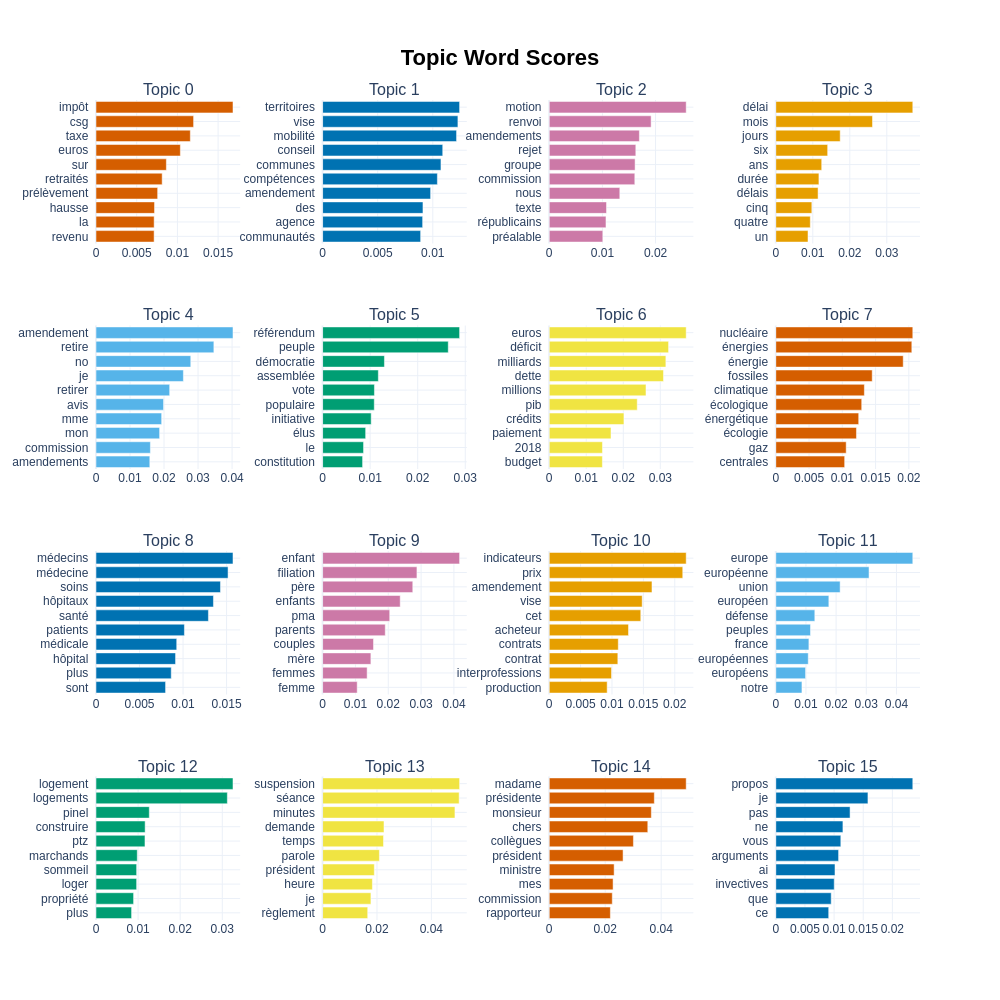 Topic Word Scores
Topic 0
impôt
csg
taxe
euros
sur
retraités
prélèvement
hausse
la
revenu
0 0.005 0.01 0.015
Topic 1
territoires
vise
mobilité
conseil
communes
compétences
amendement
des
agence
communautés
0 0.005 0.01
Topic 2
motion
renvoi
amendements
rejet
groupe
commission
nous
texte
républicains
préalable
0 0.01 0.02
Topic 3
délai
mois
jours
six
ans
durée
délais
cinq
quatre
un
0 0.01 0.02 0.03
Topic 4
amendement
retire
no
je
retirer
avis
mme
mon
commission
amendements
0 0.01 0.02 0.03 0.04
Topic 5
référendum
peuple
démocratie
assemblée
vote
populaire
initiative
élus
le
constitution
0 0.01 0.02 0.03
Topic 6
euros
déficit
milliards
dette
millions
pib
crédits
paiement
2018
budget
0 0.01 0.02 0.03
Topic 7
nucléaire
énergies
énergie
fossiles
climatique
écologique
énergétique
écologie
gaz
centrales
0 0.005 0.01 0.015 0.02
Topic 8
médecins
médecine
soins
hôpitaux
santé
patients
médicale
hôpital
plus
sont
0 0.005 0.01 0.015
Topic 9
enfant
filiation
père
enfants
pma
parents
couples
mère
femmes
femme
0 0.01 0.02 0.03 0.04
Topic 10
indicateurs
prix
amendement
vise
cet
acheteur
contrats
contrat
interprofessions
production
0 0.005 0.01 0.015 0.02
Topic 11
europe
européenne
union
européen
défense
peuples
france
européennes
européens
notre
0 0.01 0.02 0.03 0.04
Topic 12
logement
logements
pinel
construire
ptz
marchands
sommeil
loger
propriété
plus
0 0.01 0.02 0.03
Topic 13
suspension
séance
minutes
demande
temps
parole
président
heure
je
règlement
0 0.02 0.04
Topic 14
madame
présidente
monsieur
chers
collègues
président
ministre
mes
commission
rapporteur
0 0.02 0.04
Topic 15
propos
je
pas
ne
vous
arguments
ai
invectives
que
ce
0 0.005 0.01 0.015 0.02